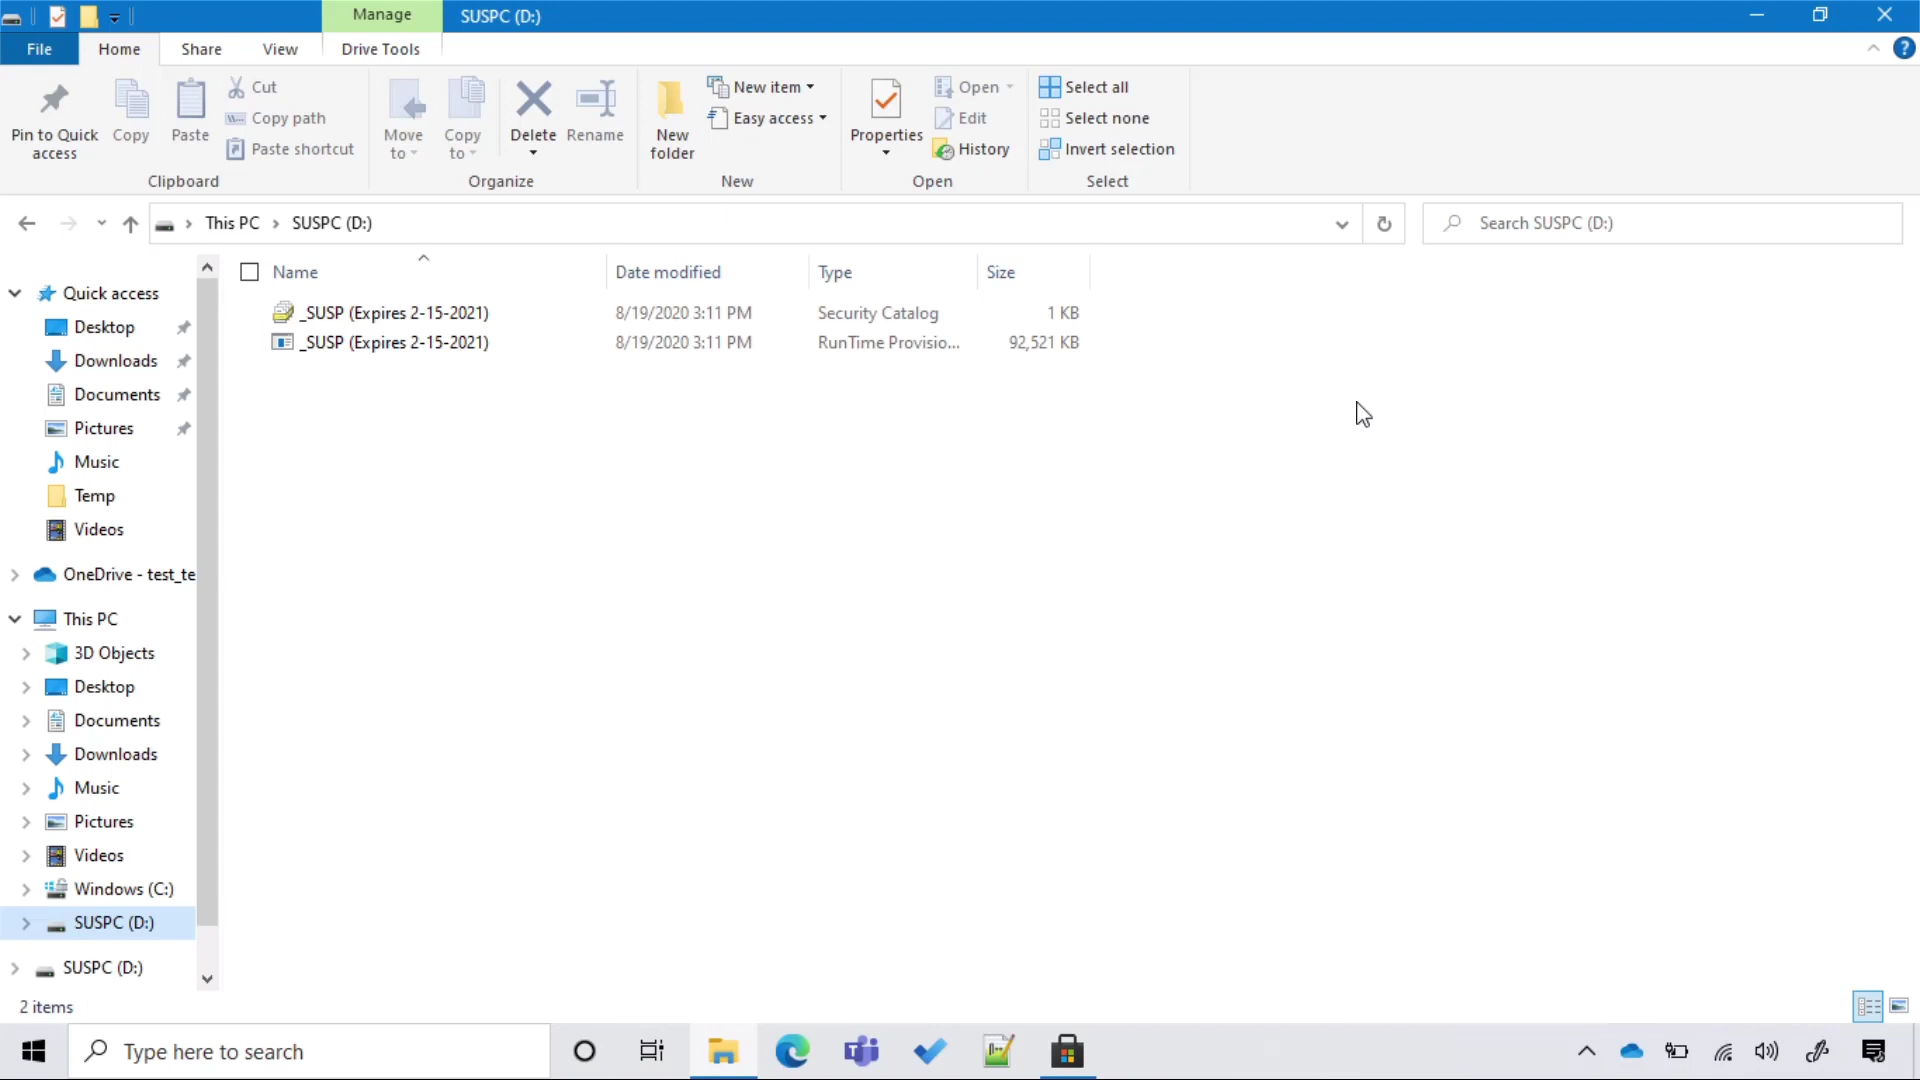 Manage
SUSPC (D:)
File
Home
Share
View
Drive Tools
Pin to Quick
access
Copy
Paste
Cut
Copy path
Paste shortcut
Move
to
Copy
to
Delete
Rename
New
folder
New item
Easy access
Properties
Open
Edit
History
Select all
Select none
Invert selection
Clipboard
Organize
New
Open
Select
This PC
SUSPC (D:)
Search SUSPC (D:)
Name
Date modified
Type
Size
_SUSP (Expires 2-15-2021)
8/19/2020 3:11 PM
Security Catalog
1 KB
_SUSP (Expires 2-15-2021)
8/19/2020 3:11 PM
RunTime Provisio...
92,521 KB
Quick access
Desktop
Downloads
Documents
Pictures
Music
Temp
Videos
OneDrive - test_te
This PC
3D Objects
Desktop
Documents
Downloads
Music
Pictures
Videos
Windows (C:)
SUSPC (D:)
SUSPC (D:)
2 items
Type here to search